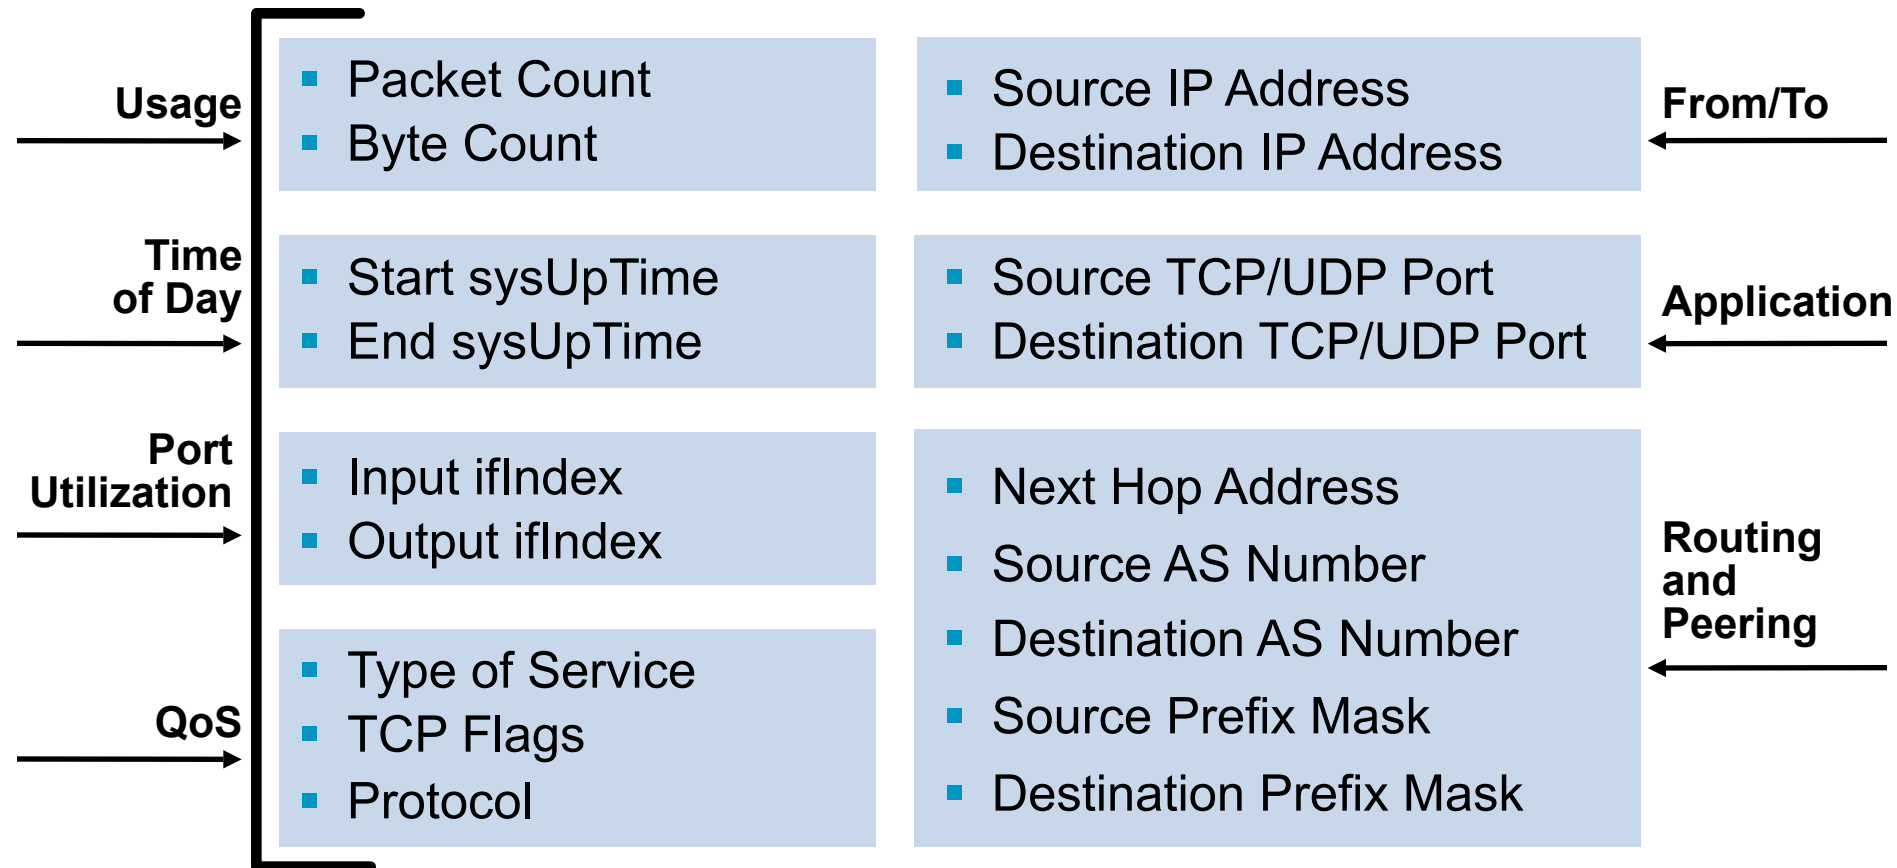 Usage
Packet Count
Byte Count
Time
of Day
Start sysUpTime
End sysUpTime
Port
Utilization
Input ifIndex
Output ifIndex
QoS
Type of Service
TCP Flags
Protocol
Source IP Address
Destination IP Address
From/To
Source TCP/UDP Port
Destination TCP/UDP Port
Application
Next Hop Address
Source AS Number
Destination AS Number
Source Prefix Mask
Destination Prefix Mask
Routing
and
Peering